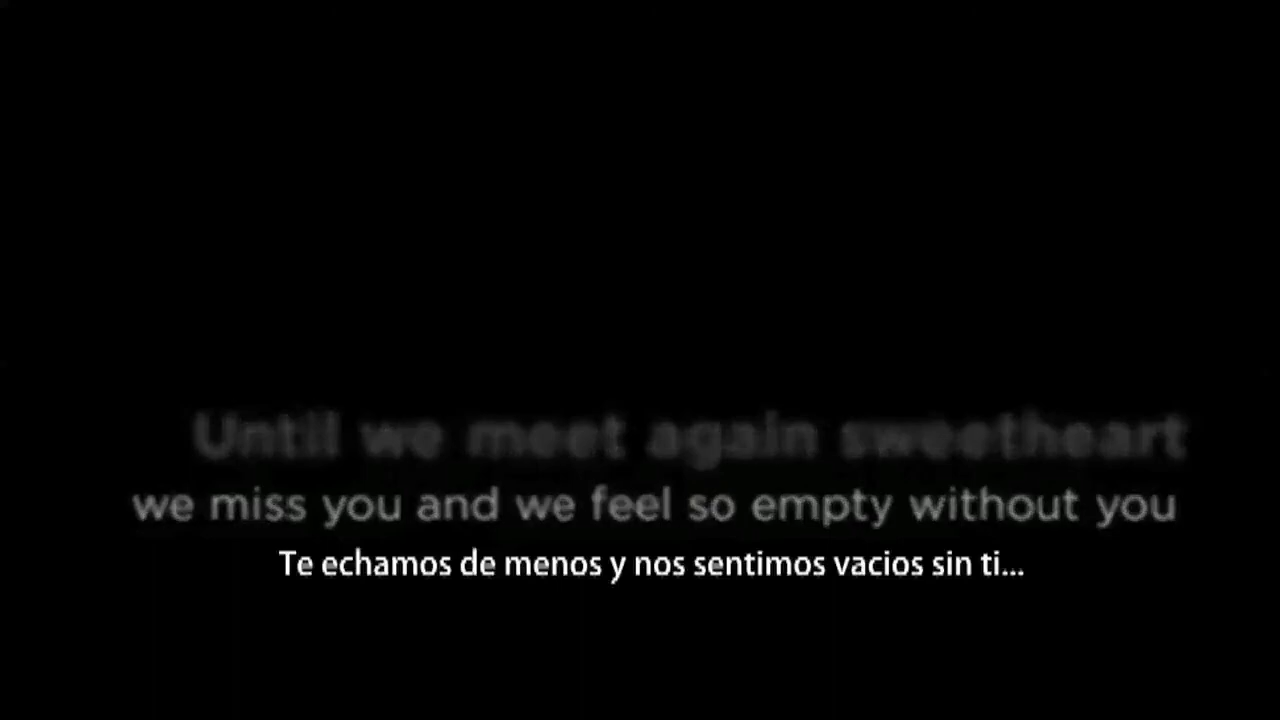 Until we meet again sweetheart
we miss you and we feel so empty without you
Te echamos de menos y nos sentimos vacios sin ti...